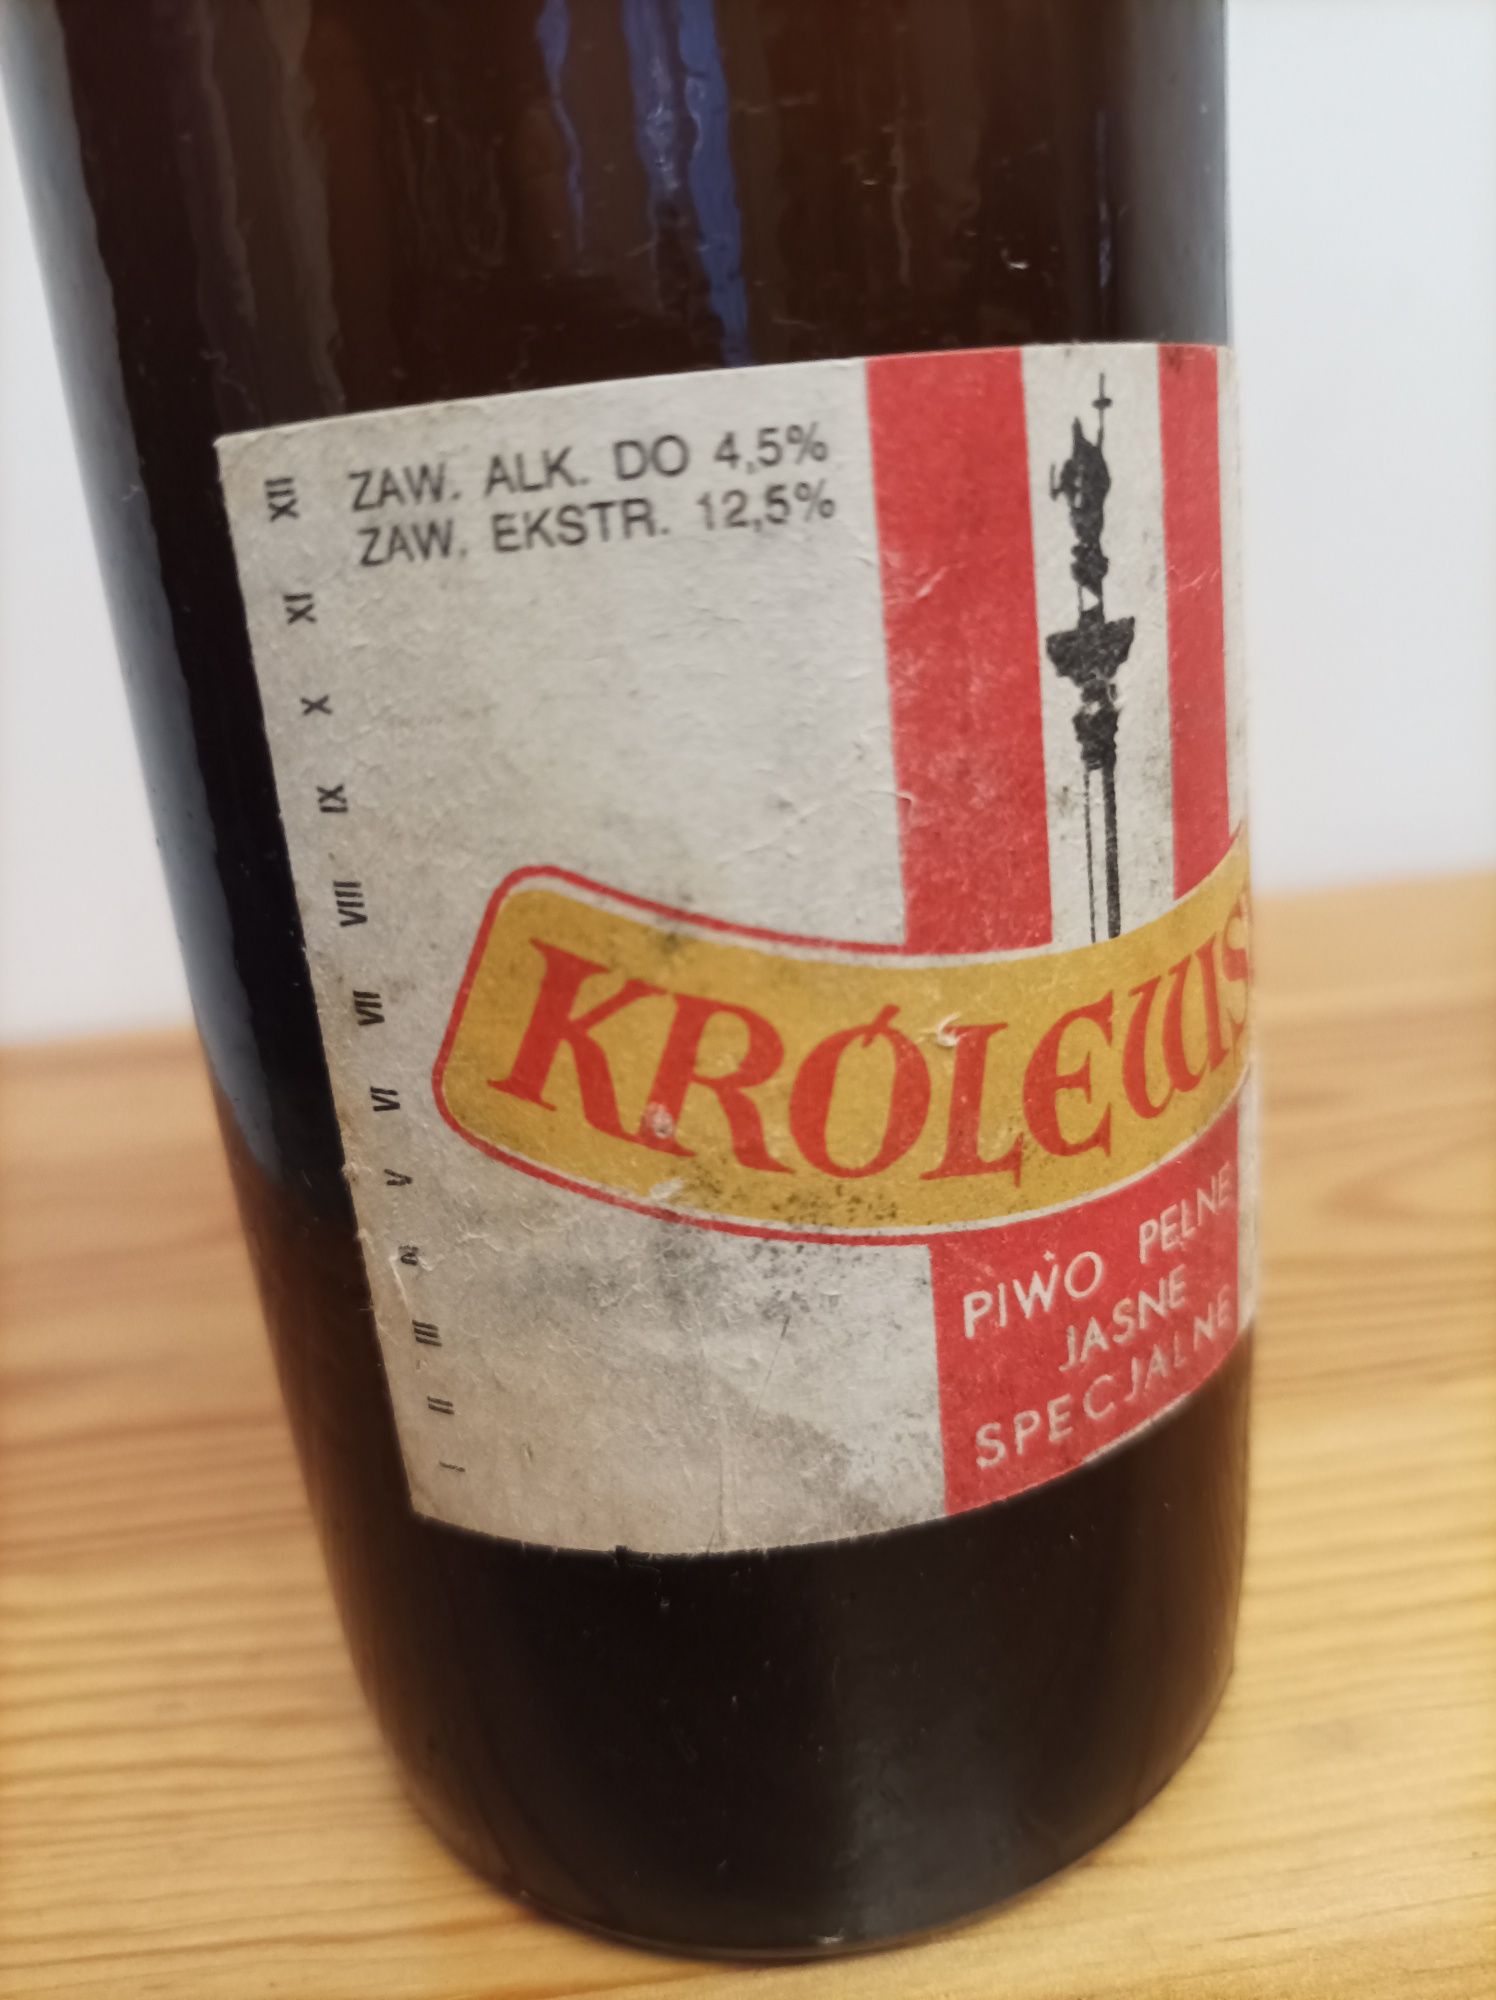 ZAW. ALK. DO 4,5%
ZAW. EKSTR. 12,5%
XII
XI
X
IX
VIII
VII
VI
V
IV
III
II
I
KRÓLEWS
PIWO PEŁNE
JASNE
SPECJALNE